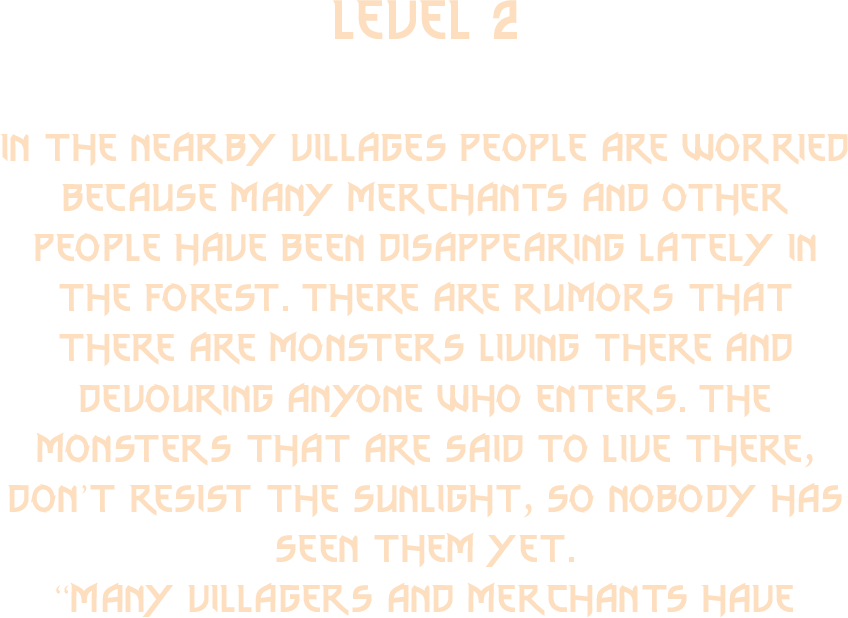 LEVEL 2
IN THE NEARBY VILLAGES PEOPLE ARE WORRIED
BECAUSE MANY MERCHANTS AND OTHER
PEOPLE HAVE BEEN DISAPPEARING LATELY IN
THE FOREST. THERE ARE RUMORS THAT
THERE ARE MONSTERS LIVING THERE AND
DEVOURING ANYONE WHO ENTERS. THE
MONSTERS THAT ARE SAID TO LIVE THERE,
DON'T RESIST THE SUNLIGHT, SO NOBODY HAS
SEEN THEM YET.
“MANY VILLAGERS AND MERCHANTS HAVE